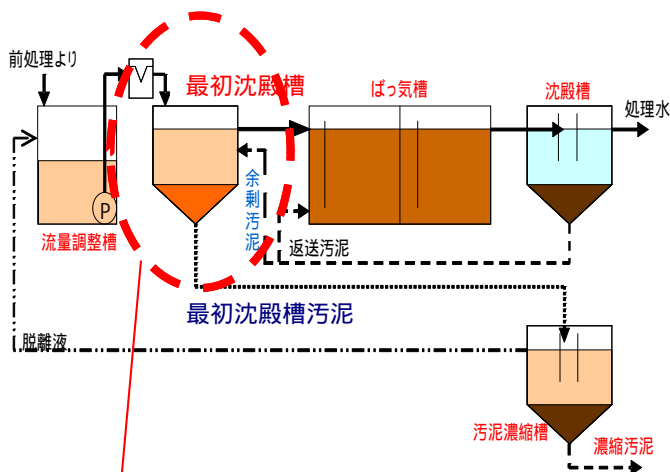 前処理より
最初沈殿槽
ばっ気槽
沈殿槽
処理水
P
余剰汚泥
流量調整槽
返送汚泥
最初沈殿槽汚泥
脱離液
汚泥濃縮槽
濃縮汚泥